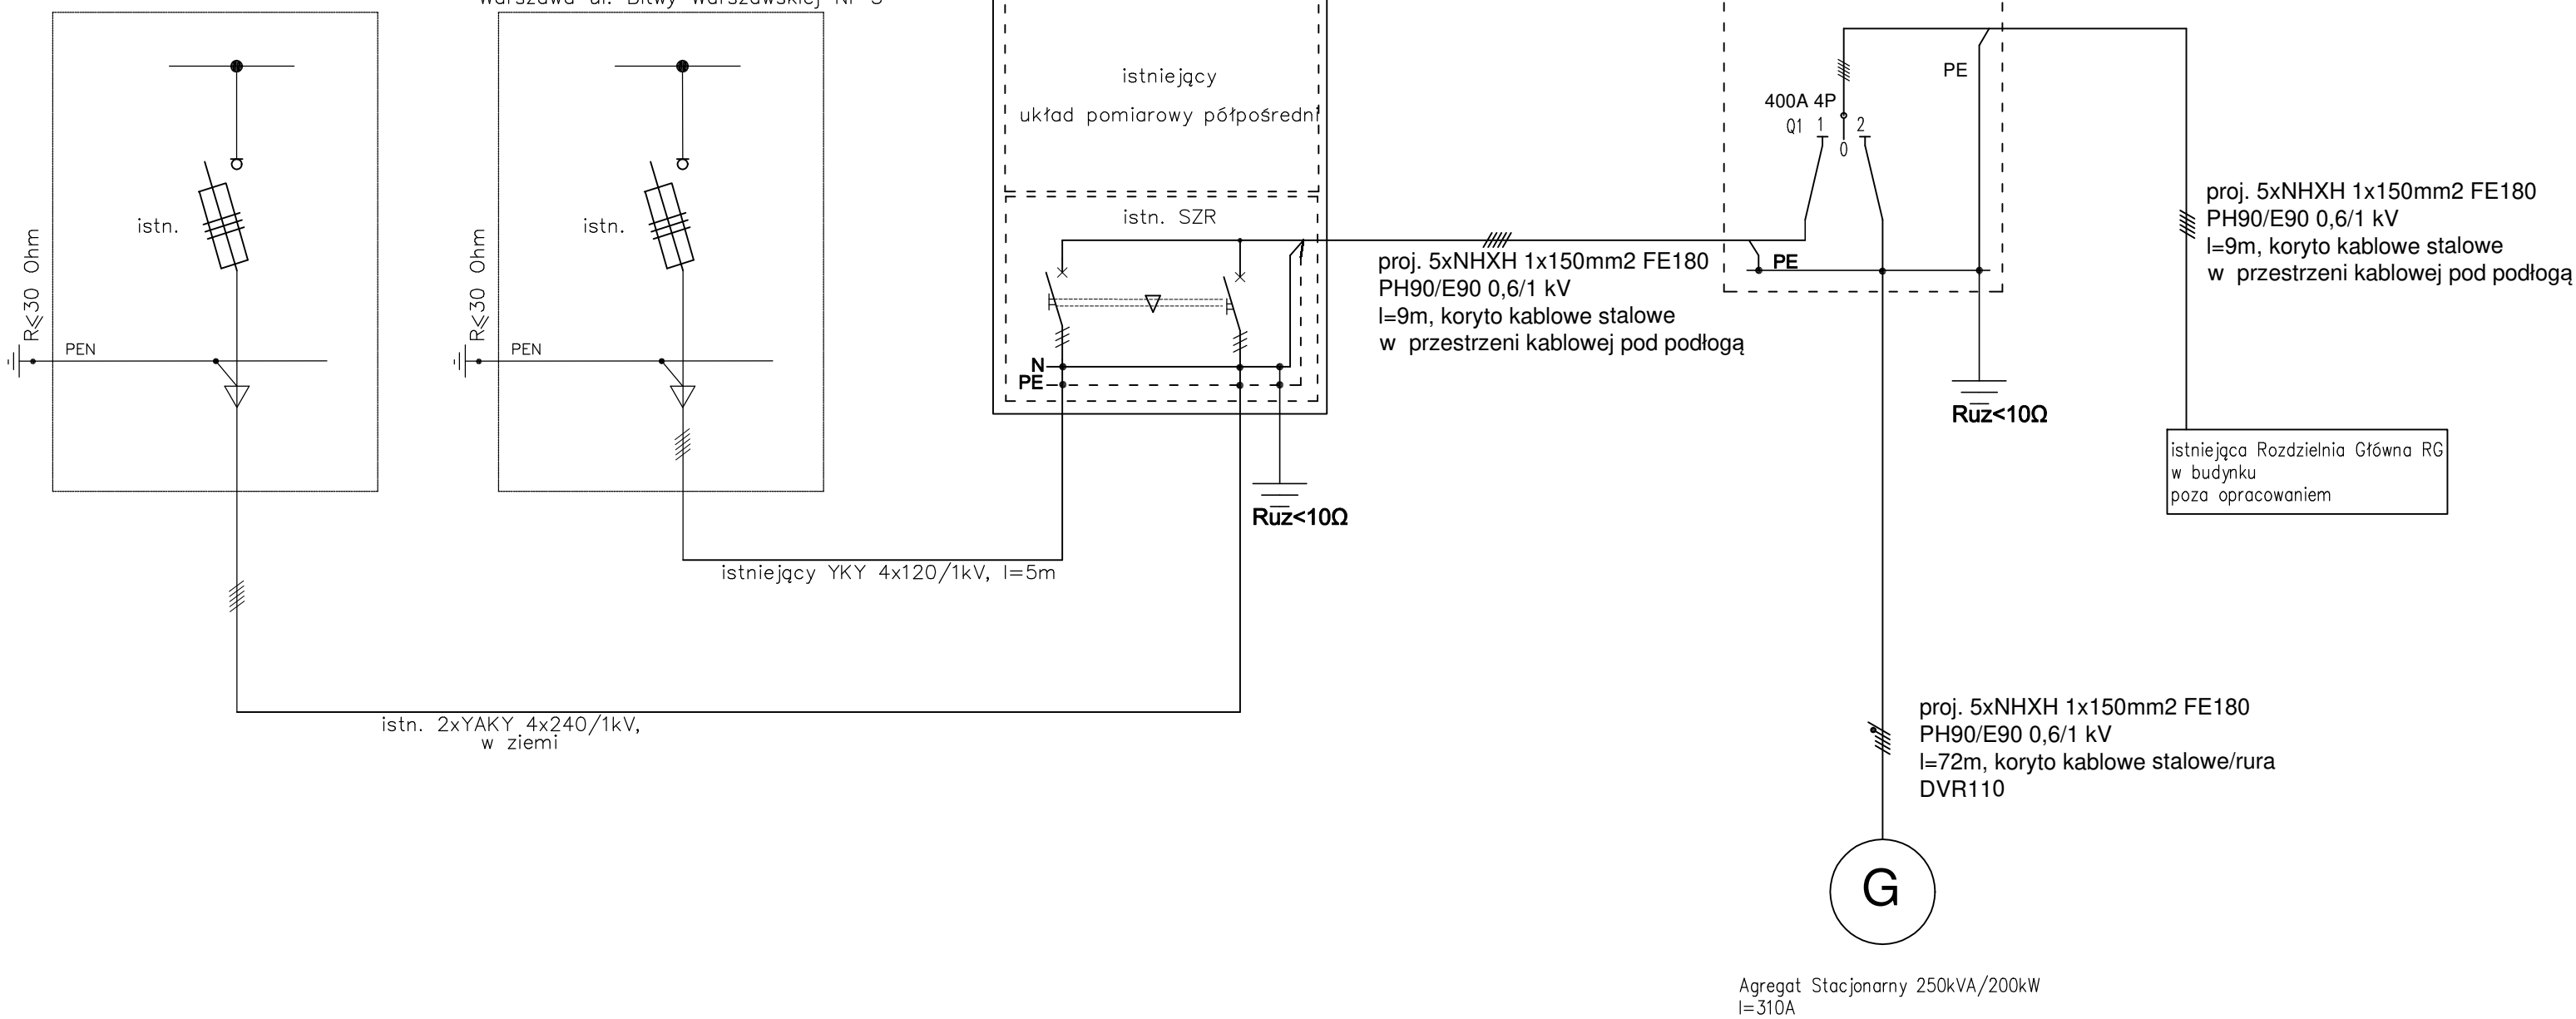 R≤30 Ohm
istn.
PEN
R≤30 Ohm
istn.
PEN
istniejący
układ pomiarowy półpośredni
istn. SZR
N
PE
Ruz<10Ω
istniejący YKY 4x120/1kV, l=5m
istn. 2xYAKY 4x240/1kV,
w ziemi
proj. 5xNHXH 1x150mm2 FE180
PH90/E90 0,6/1 kV
l=9m, koryto kablowe stalowe
w przestrzeni kablowej pod podłogą
400A 4P
Q1 1 2
0
PE
PE
Ruz<10Ω
proj. 5xNHXH 1x150mm2 FE180
PH90/E90 0,6/1 kV
l=9m, koryto kablowe stalowe
w przestrzeni kablowej pod podłogą
istniejąca Rozdzielnia Główna RG
w budynku
poza opracowaniem
proj. 5xNHXH 1x150mm2 FE180
PH90/E90 0,6/1 kV
l=72m, koryto kablowe stalowe/rura
DVR110
G
Agregat Stacjonarny 250kVA/200kW
I=310A